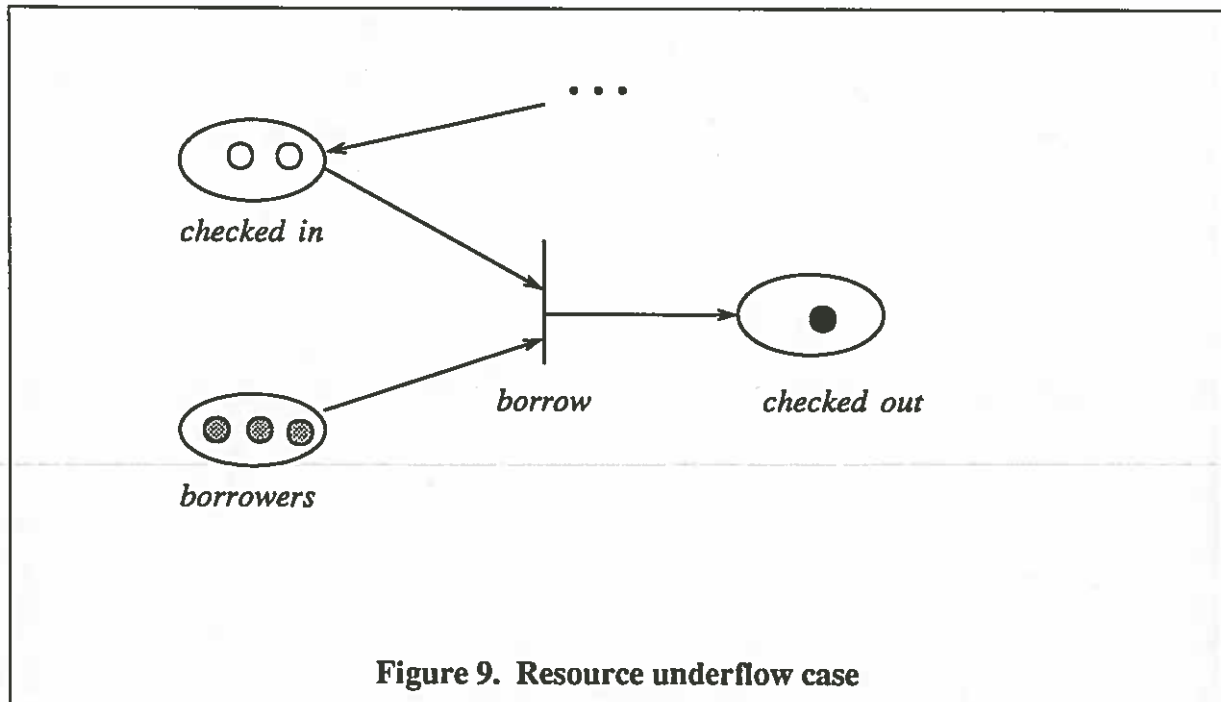 • • •
checked in
borrow
checked out
borrowers
Figure 9. Resource underflow case